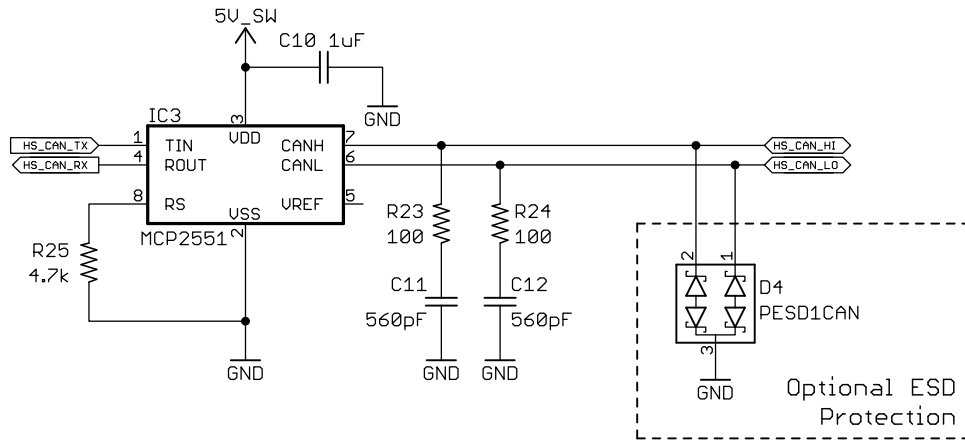 5V_SW
C10 1uF
GND
IC3
HS_CAN_TX
HS_CAN_RX
1
4
8
3
VDD
TIN
ROUT
RS
VSS
2
CANH
CANL
VREF
7
6
5
MCP2551
HS_CAN_HI
HS_CAN_LO
R25
4.7k
R23
100
R24
100
C11
560pF
C12
560pF
GND
GND
GND
2
1
D4
PESD1CAN
3
GND
Optional ESD
Protection